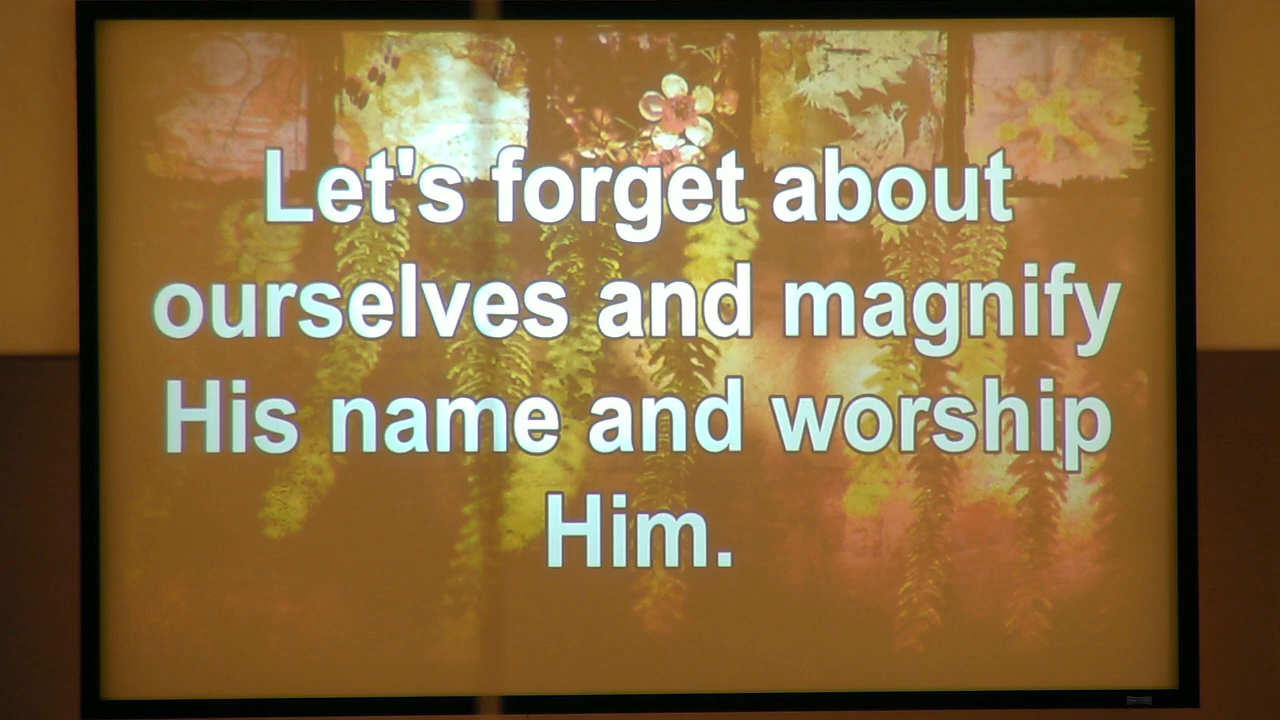 Let's forget about
ourselves and magnify
His name and worship
Him.